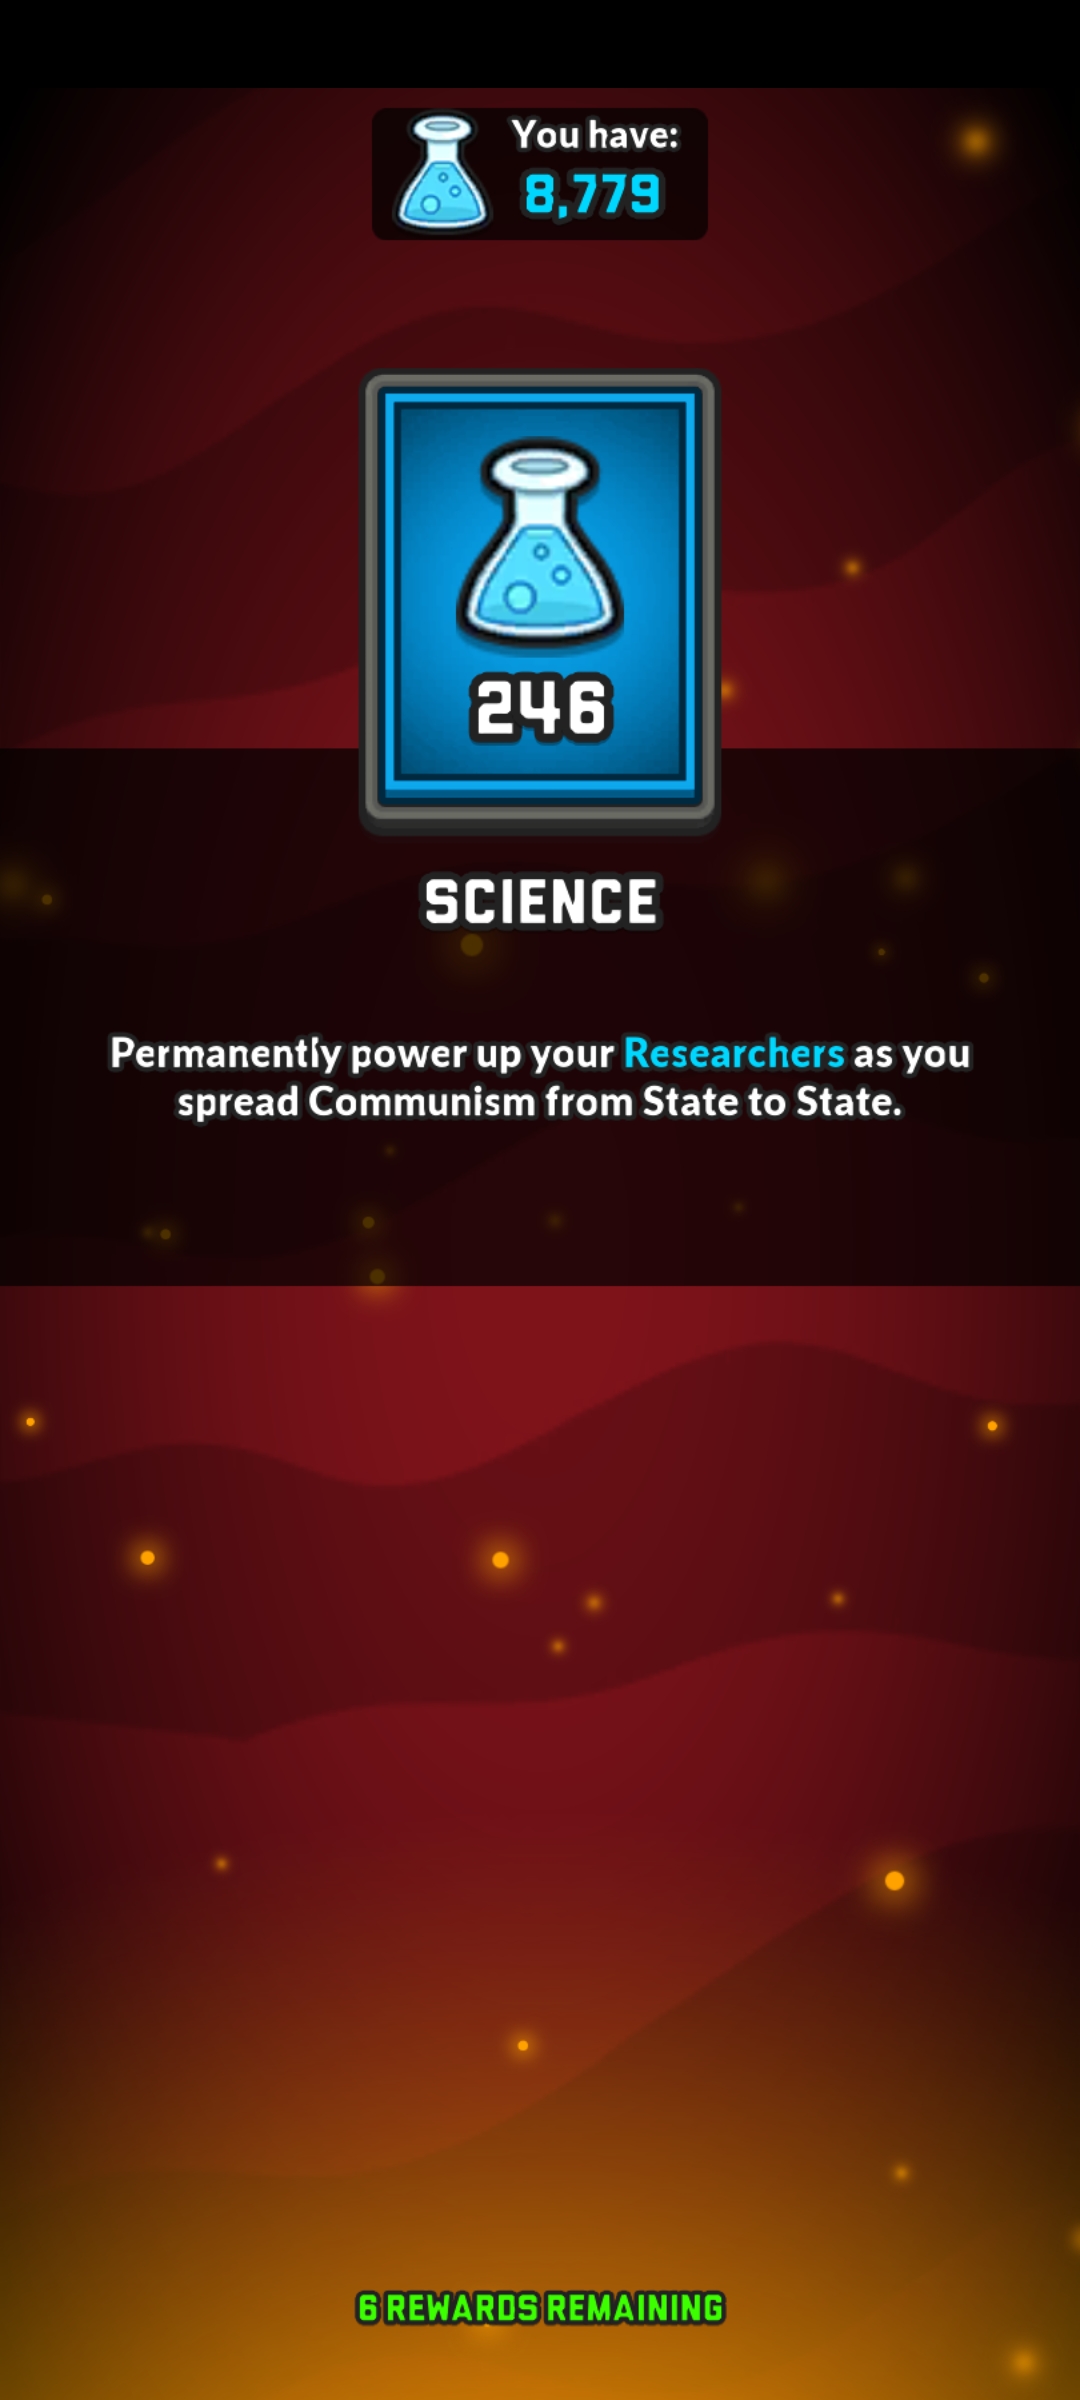 You have:
8,779
246
SCIENCE
Permanently power up your Researchers as you
spread Communism from State to State.
6 REWARDS REMAINING